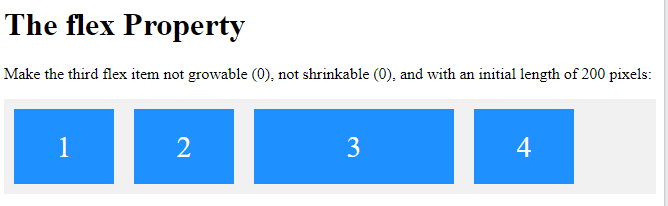 The flex Property
Make the third flex item not growable (0), not shrinkable (0), and with an initial length of 200 pixels:
1 2 3 4